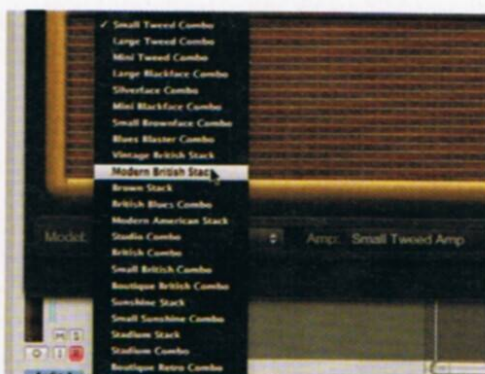 ✓ Small Tweed Combo
Large Tweed Combo
Mini Tweed Combo
Large Blackface Combo
Silverface Combo
Mini Blackface Combo
Small Brownface Combo
Blues Blaster Combo
Vintage British Stack
Modern British Stack
Brown Stack
British Blues Combo
Modern American Stack
Studio Combo
British Combo
Small British Combo
Boutique British Combo
Sunshine Stack
Small Sunshine Combo
Stadium Stack
Stadium Combo
Boutique Retro Combo
Model:
Amp: Small Tweed Amp
M S
O I R